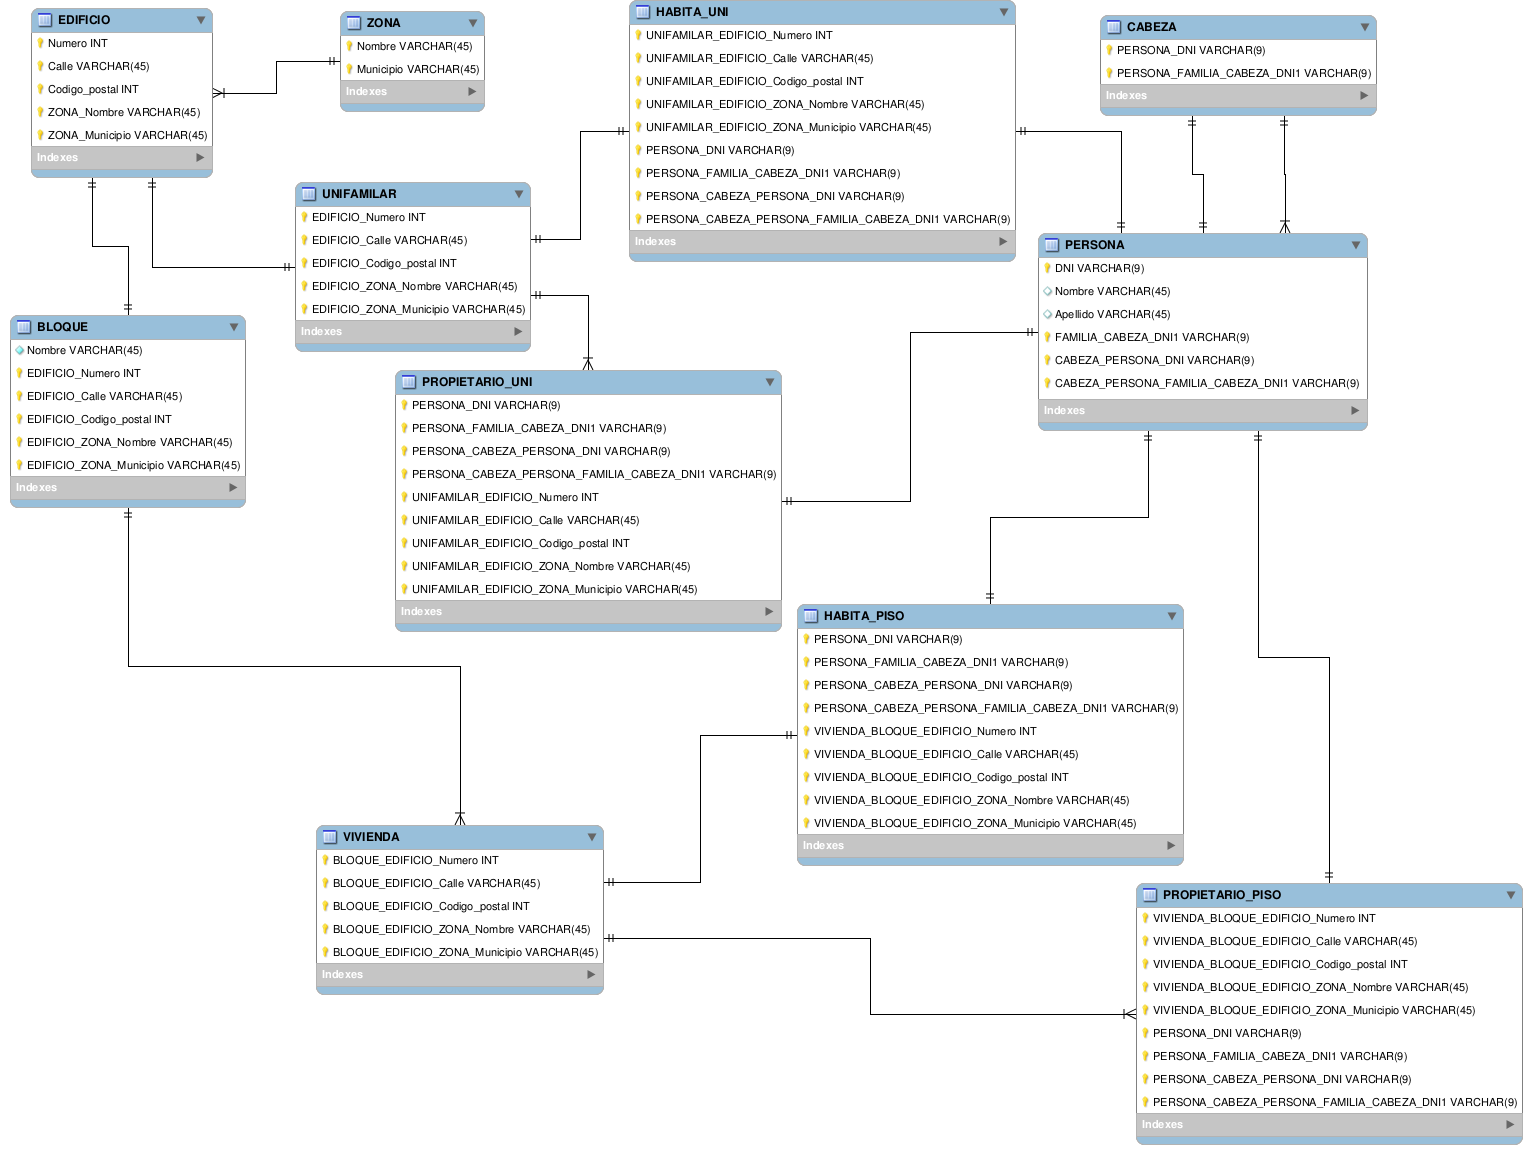 EDIFICIO
Numero INT
Calle VARCHAR(45)
Codigo_postal INT
ZONA_Nombre VARCHAR(45)
ZONA_Municipio VARCHAR(45)
Indexes
ZONA
Nombre VARCHAR(45)
Municipio VARCHAR(45)
Indexes
HABITA_UNI
UNIFAMILAR_EDIFICIO_Numero INT
UNIFAMILAR_EDIFICIO_Calle VARCHAR(45)
UNIFAMILAR_EDIFICIO_Codigo_postal INT
UNIFAMILAR_EDIFICIO_ZONA_Nombre VARCHAR(45)
UNIFAMILAR_EDIFICIO_ZONA_Municipio VARCHAR(45)
PERSONA_DNI VARCHAR(9)
PERSONA_FAMILIA_CABEZA_DNI1 VARCHAR(9)
PERSONA_CABEZA_PERSONA_DNI VARCHAR(9)
PERSONA_CABEZA_PERSONA_FAMILIA_CABEZA_DNI1 VARCHAR(9)
Indexes
CABEZA
PERSONA_DNI VARCHAR(9)
PERSONA_FAMILIA_CABEZA_DNI1 VARCHAR(9)
Indexes
UNIFAMILAR
EDIFICIO_Numero INT
EDIFICIO_Calle VARCHAR(45)
EDIFICIO_Codigo_postal INT
EDIFICIO_ZONA_Nombre VARCHAR(45)
EDIFICIO_ZONA_Municipio VARCHAR(45)
Indexes
PERSONA
DNI VARCHAR(9)
Nombre VARCHAR(45)
Apellido VARCHAR(45)
FAMILIA_CABEZA_DNI1 VARCHAR(9)
CABEZA_PERSONA_DNI VARCHAR(9)
CABEZA_PERSONA_FAMILIA_CABEZA_DNI1 VARCHAR(9)
Indexes
BLOQUE
Nombre VARCHAR(45)
EDIFICIO_Numero INT
EDIFICIO_Calle VARCHAR(45)
EDIFICIO_Codigo_postal INT
EDIFICIO_ZONA_Nombre VARCHAR(45)
EDIFICIO_ZONA_Municipio VARCHAR(45)
Indexes
PROPIETARIO_UNI
PERSONA_DNI VARCHAR(9)
PERSONA_FAMILIA_CABEZA_DNI1 VARCHAR(9)
PERSONA_CABEZA_PERSONA_DNI VARCHAR(9)
PERSONA_CABEZA_PERSONA_FAMILIA_CABEZA_DNI1 VARCHAR(9)
UNIFAMILAR_EDIFICIO_Numero INT
UNIFAMILAR_EDIFICIO_Calle VARCHAR(45)
UNIFAMILAR_EDIFICIO_Codigo_postal INT
UNIFAMILAR_EDIFICIO_ZONA_Nombre VARCHAR(45)
UNIFAMILAR_EDIFICIO_ZONA_Municipio VARCHAR(45)
Indexes
HABITA_PISO
PERSONA_DNI VARCHAR(9)
PERSONA_FAMILIA_CABEZA_DNI1 VARCHAR(9)
PERSONA_CABEZA_PERSONA_DNI VARCHAR(9)
PERSONA_CABEZA_PERSONA_FAMILIA_CABEZA_DNI1 VARCHAR(9)
VIVIENDA_BLOQUE_EDIFICIO_Numero INT
VIVIENDA_BLOQUE_EDIFICIO_Calle VARCHAR(45)
VIVIENDA_BLOQUE_EDIFICIO_Codigo_postal INT
VIVIENDA_BLOQUE_EDIFICIO_ZONA_Nombre VARCHAR(45)
VIVIENDA_BLOQUE_EDIFICIO_ZONA_Municipio VARCHAR(45)
Indexes
VIVIENDA
BLOQUE_EDIFICIO_Numero INT
BLOQUE_EDIFICIO_Calle VARCHAR(45)
BLOQUE_EDIFICIO_Codigo_postal INT
BLOQUE_EDIFICIO_ZONA_Nombre VARCHAR(45)
BLOQUE_EDIFICIO_ZONA_Municipio VARCHAR(45)
Indexes
PROPIETARIO_PISO
VIVIENDA_BLOQUE_EDIFICIO_Numero INT
VIVIENDA_BLOQUE_EDIFICIO_Calle VARCHAR(45)
VIVIENDA_BLOQUE_EDIFICIO_Codigo_postal INT
VIVIENDA_BLOQUE_EDIFICIO_ZONA_Nombre VARCHAR(45)
VIVIENDA_BLOQUE_EDIFICIO_ZONA_Municipio VARCHAR(45)
PERSONA_DNI VARCHAR(9)
PERSONA_FAMILIA_CABEZA_DNI1 VARCHAR(9)
PERSONA_CABEZA_PERSONA_DNI VARCHAR(9)
PERSONA_CABEZA_PERSONA_FAMILIA_CABEZA_DNI1 VARCHAR(9)
Indexes